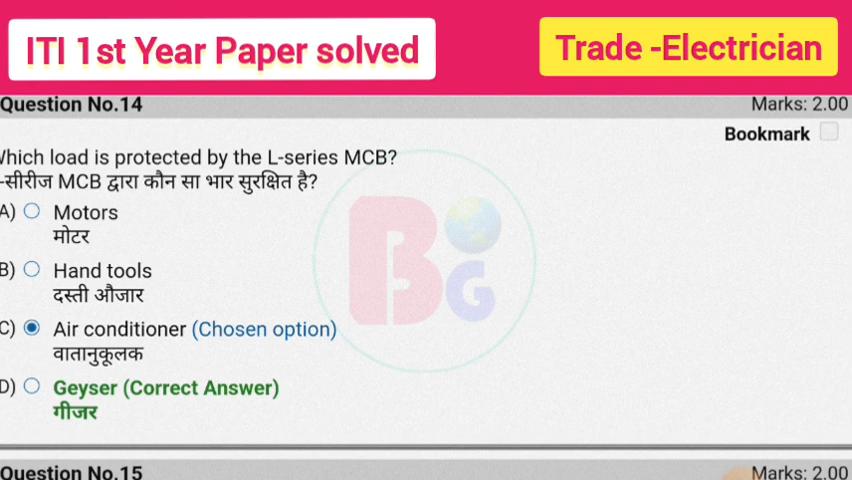 ITI 1st Year Paper solved
Trade -Electrician
Question No.14
Marks: 2.00
Bookmark
hich load is protected by the L-series MCB?
-सीरीज MCB द्वारा कौन सा भार सुरक्षित है?
A) Motors
मोटर
B) Hand tools
दस्ती औजार
C) Air conditioner (Chosen option)
वातानुकूलक
D) Geyser (Correct Answer)
गीजर
B G
Question No.15
Marks: 2.00